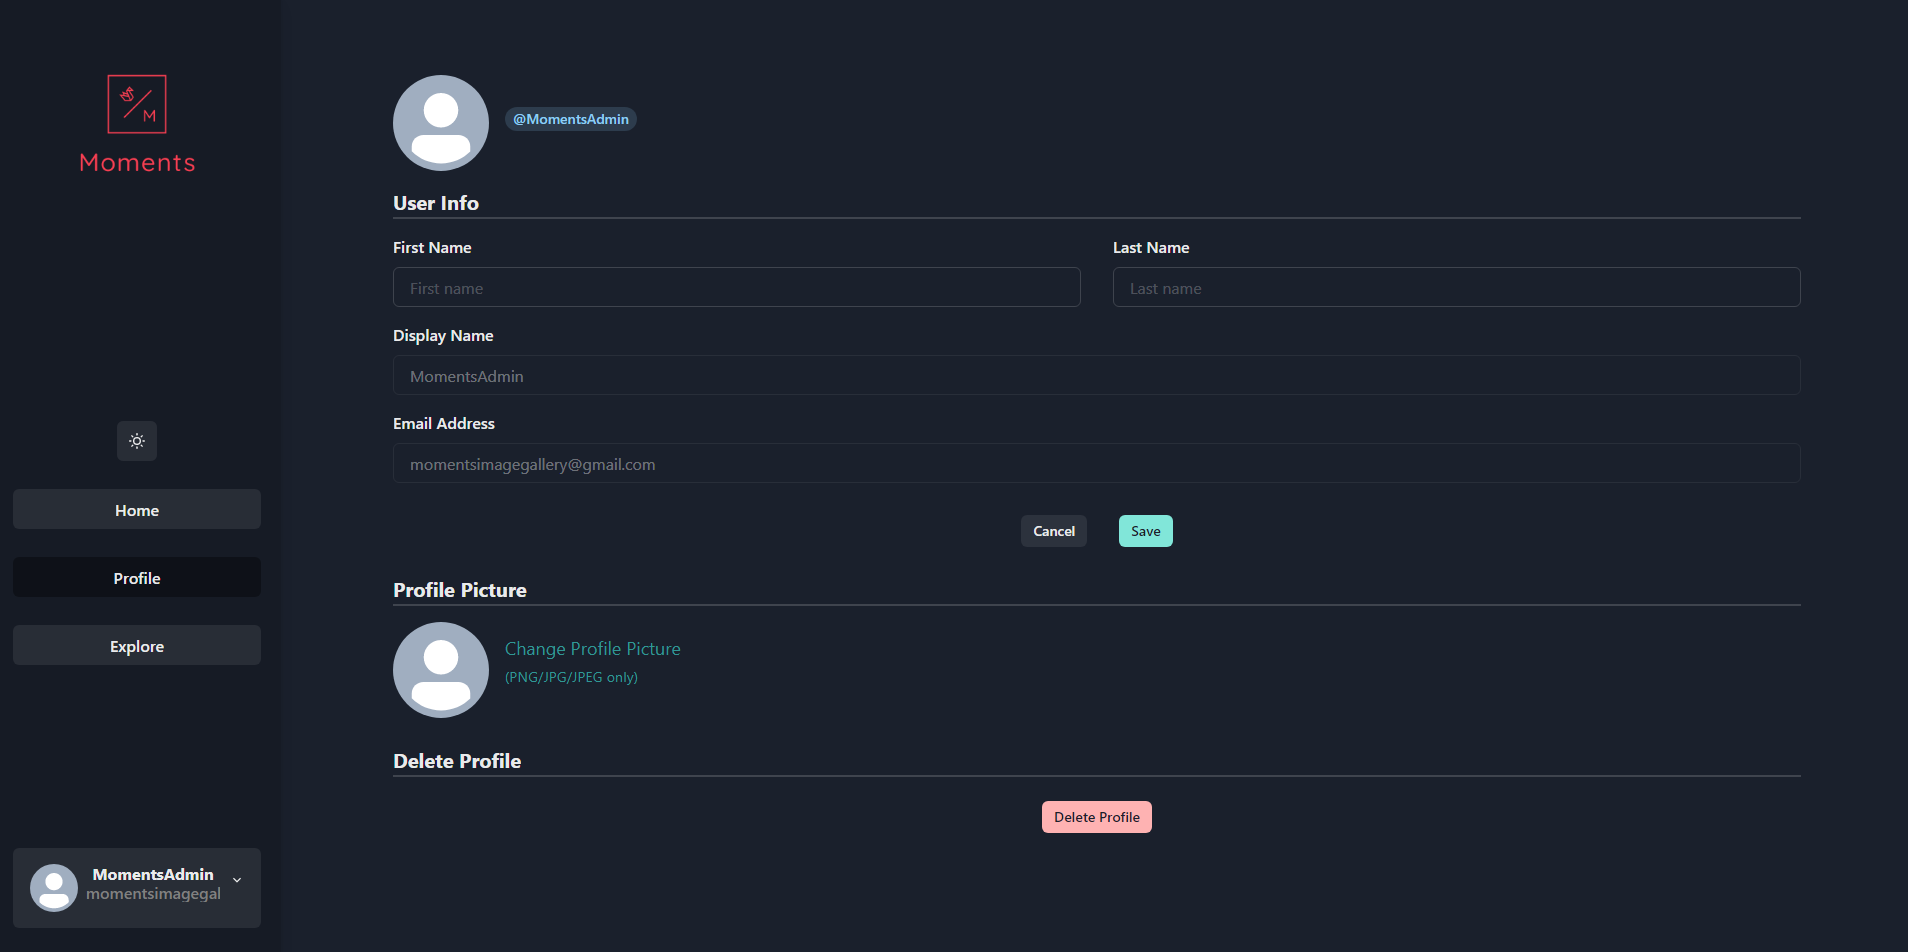 M
Moments
Home
Profile
Explore
MomentsAdmin
momentsimagegal
@MomentsAdmin
User Info
First Name
Last Name
First name
Last name
Display Name
MomentsAdmin
Email Address
momentsimagegallery@gmail.com
Cancel
Save
Profile Picture
Change Profile Picture
(PNG/JPG/JPEG only)
Delete Profile
Delete Profile